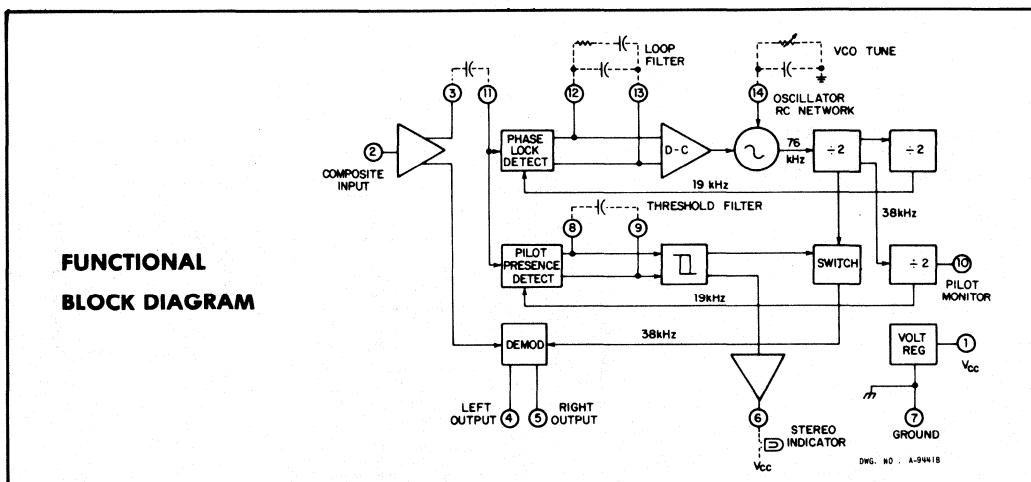 FUNCTIONAL
BLOCK DIAGRAM
LOOP
FILTER
VCO TUNE
3
11
12
13
14
OSCILLATOR
RC NETWORK
2
COMPOSITE
INPUT
PHASE
LOCK
DETECT
D-C
76
kHz
÷2
÷2
19 kHz
38kHz
THRESHOLD FILTER
8
9
PILOT
PRESENCE
DETECT
SWITCH
÷2
10
PILOT
MONITOR
19kHz
38kHz
DEMOD
VOLT
REG
1
VCC
LEFT
OUTPUT
4
5
RIGHT
OUTPUT
6
STEREO
INDICATOR
VCC
7
GROUND
DWG. NO. A-9441B